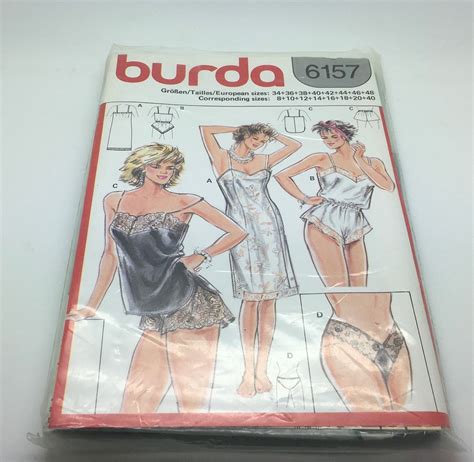 burda 6157
Größen/Tailles/European sizes: 34+36+38+40+42+44+46+48
Corresponding sizes: 8+10+12+14+16+18+20+40
A B C C
C A B
D
D